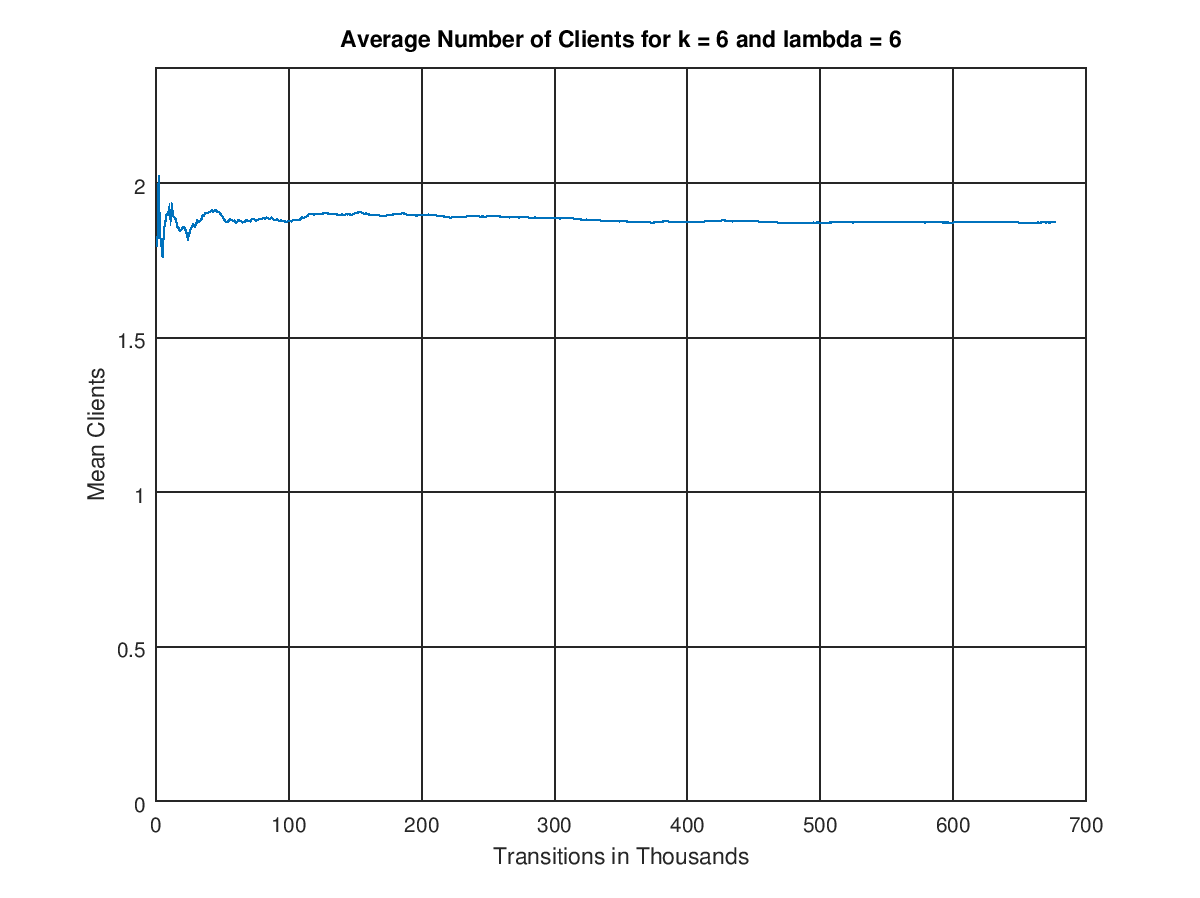 Average Number of Clients for k = 6 and lambda = 6
2
1.5
1
0.5
0
Mean Clients
0 100 200 300 400 500 600 700
Transitions in Thousands